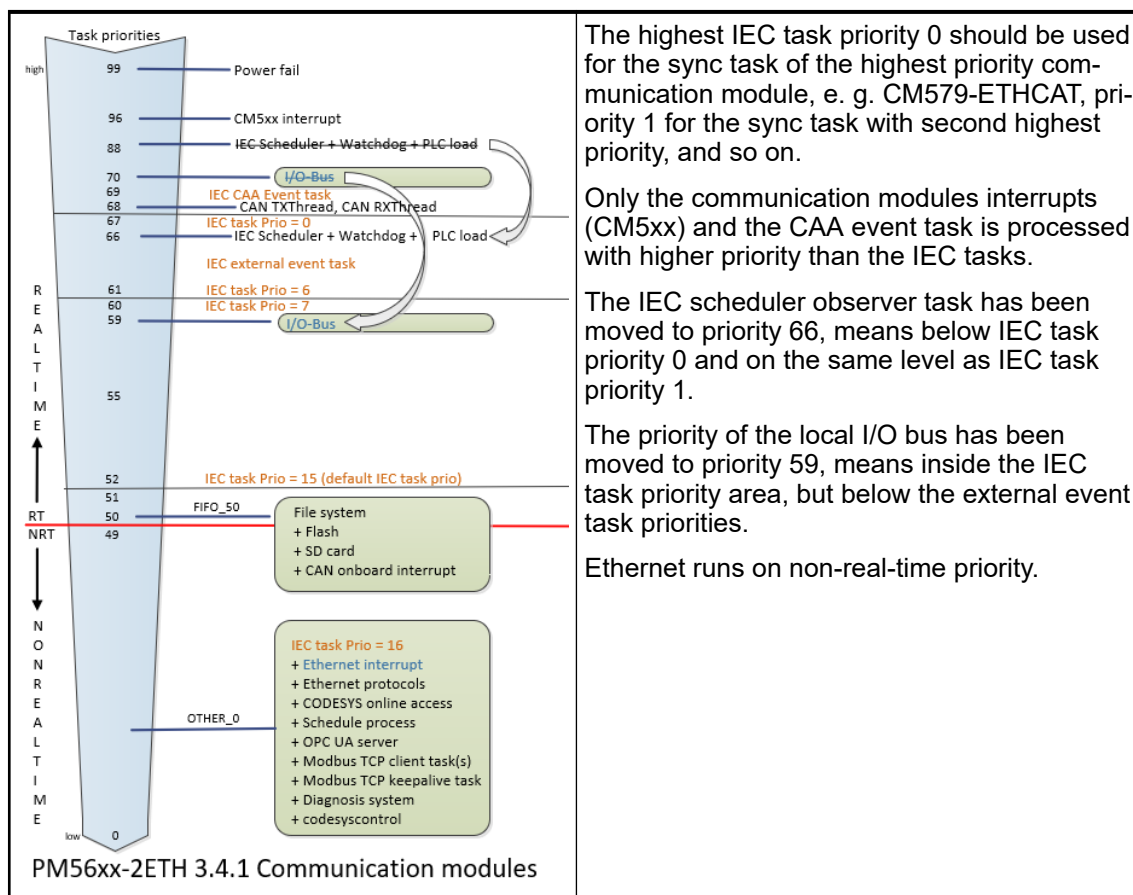 Task priorities
high
99
Power fail
96
CM5xx interrupt
88
IEC Scheduler + Watchdog + PLC load
70
I/O-Bus
69
IEC CAA Event task
68
CAN TXThread, CAN RXThread
67
IEC task Prio = 0
66
IEC Scheduler + Watchdog + PLC load
IEC external event task
61
IEC task Prio = 6
60
IEC task Prio = 7
59
I/O-Bus
REALTIME
55
52
IEC task Prio = 15 (default IEC task prio)
51
RT
50
FIFO_50
NRT
49
File system
+ Flash
+ SD card
+ CAN onboard interrupt
NONREALTIME
OTHER_0
IEC task Prio = 16
+ Ethernet interrupt
+ Ethernet protocols
+ CODESYS online access
+ Schedule process
+ OPC UA server
+ Modbus TCP client task(s)
+ Modbus TCP keepalive task
+ Diagnosis system
+ codesyscontrol
low
0
PM56xx-2ETH 3.4.1 Communication modules
The highest IEC task priority 0 should be used
for the sync task of the highest priority com-
munication module, e. g. CM579-ETHCAT, pri-
ority 1 for the sync task with second highest
priority, and so on.
Only the communication modules interrupts
(CM5xx) and the CAA event task is processed
with higher priority than the IEC tasks.
The IEC scheduler observer task has been
moved to priority 66, means below IEC task
priority 0 and on the same level as IEC task
priority 1.
The priority of the local I/O bus has been
moved to priority 59, means inside the IEC
task priority area, but below the external event
task priorities.
Ethernet runs on non-real-time priority.